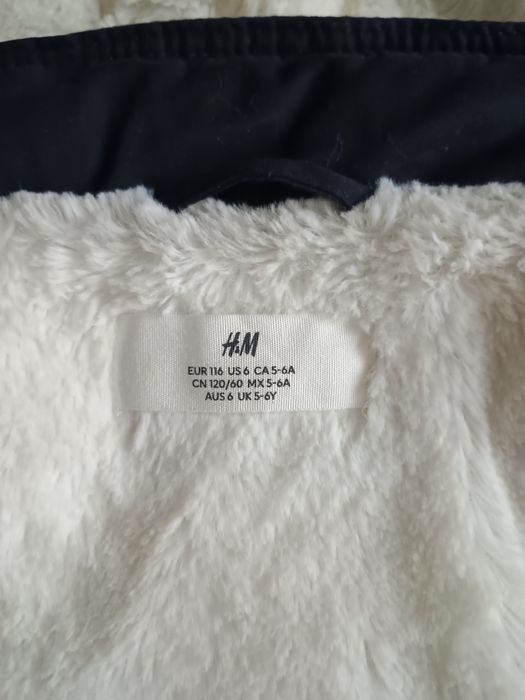 H&M
EUR 116 US 6 CA 5-6A
CN 120/60 MX 5-6A
AUS 6 UK 5-6Y